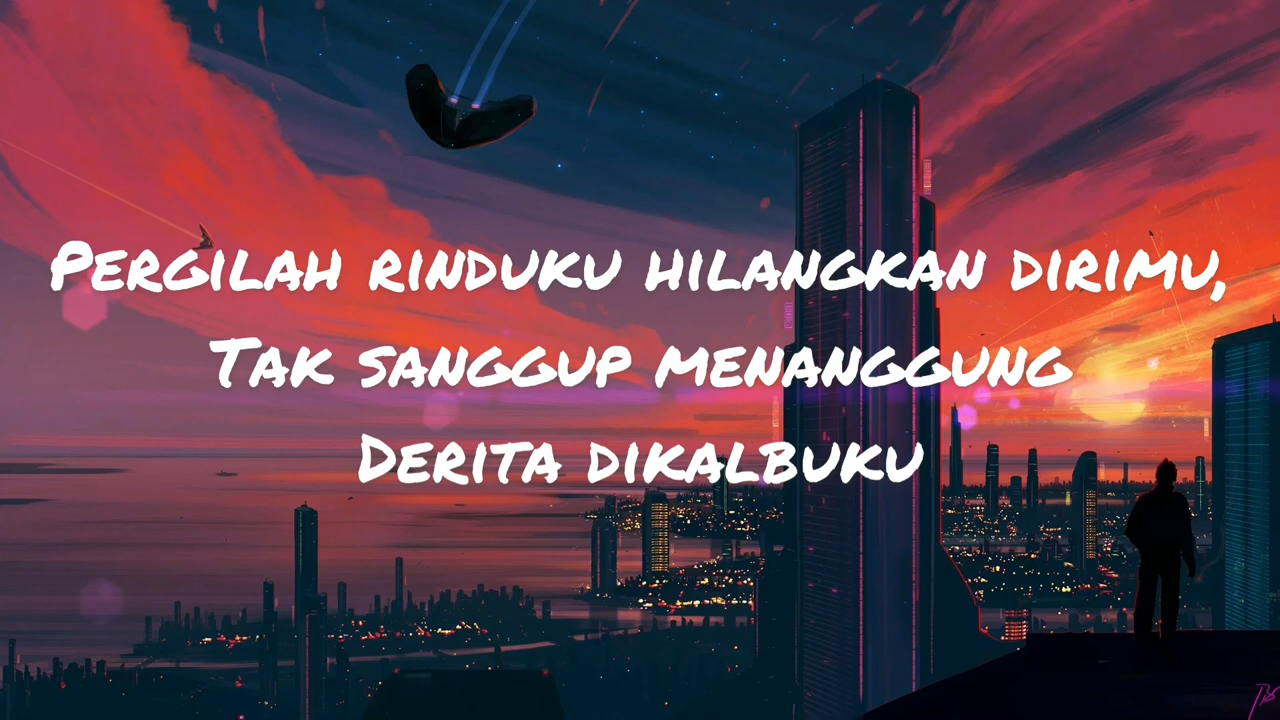 Pergilah rinduku hilangkan dirimu,
Tak sanggup menanggung
Derita dikalbuku